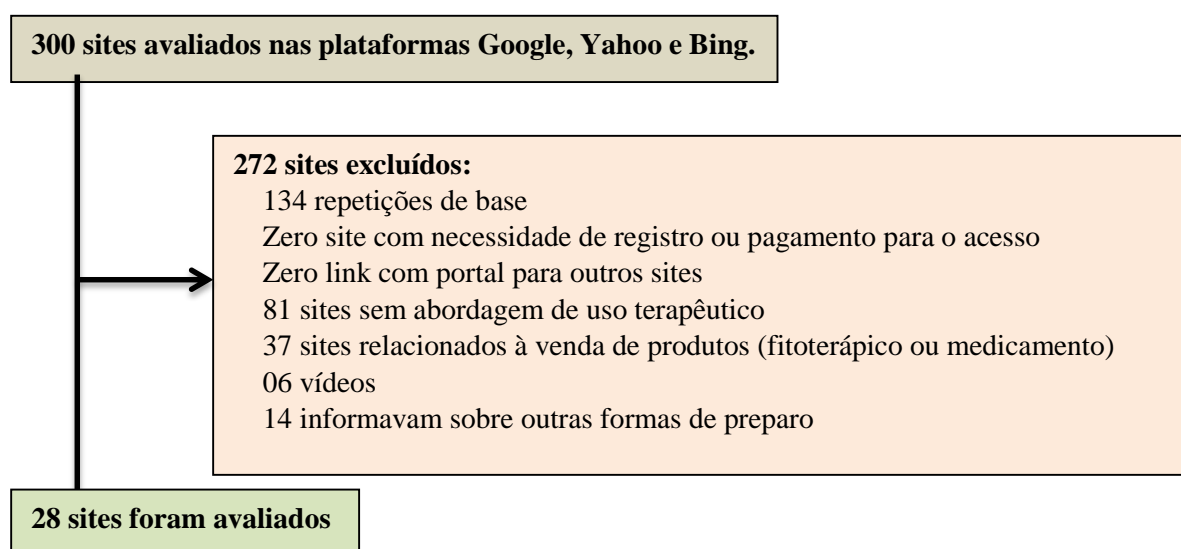 300 sites avaliados nas plataformas Google, Yahoo e Bing.
272 sites excluídos:
134 repetições de base
Zero site com necessidade de registro ou pagamento para o acesso
Zero link com portal para outros sites
81 sites sem abordagem de uso terapêutico
37 sites relacionados à venda de produtos (fitoterápico ou medicamento)
06 vídeos
14 informavam sobre outras formas de preparo
28 sites foram avaliados